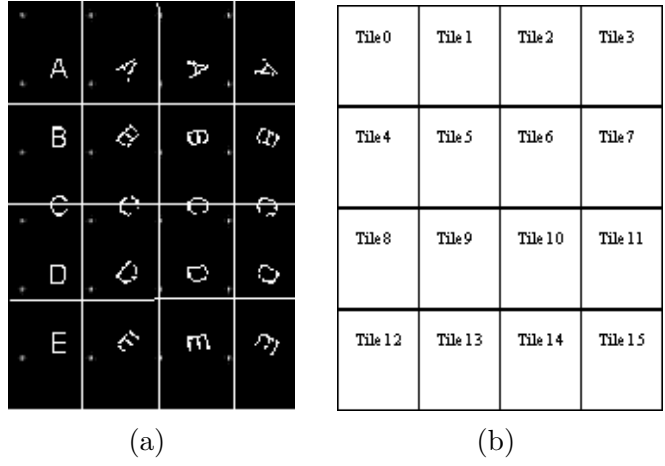 A A A A
B B B B
C C C C
D D D D
E E E E
Tile 0 Tile 1 Tile 2 Tile 3
Tile 4 Tile 5 Tile 6 Tile 7
Tile 8 Tile 9 Tile 10 Tile 11
Tile 12 Tile 13 Tile 14 Tile 15
(a) (b)